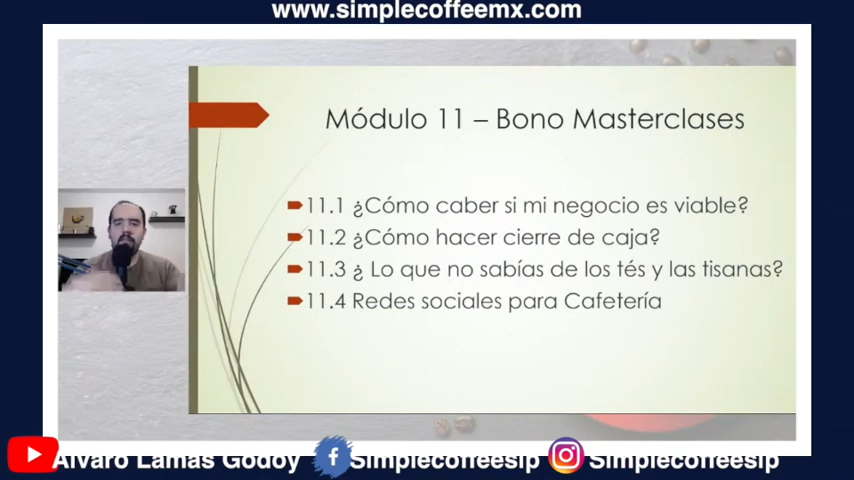 www.simplecoffeemx.com
Módulo 11 – Bono Masterclases
11.1 ¿Cómo caber si mi negocio es viable?
11.2 ¿Cómo hacer cierre de caja?
11.3 ¿ Lo que no sabías de los tés y las tisanas?
11.4 Redes sociales para Cafetería
Alvaro Lamas Godoy Simplecoffeeslp Simplecoffeeslp